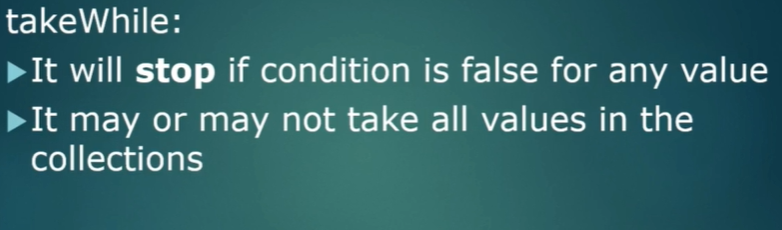 takeWhile:
It will stop if condition is false for any value
It may or may not take all values in the
collections